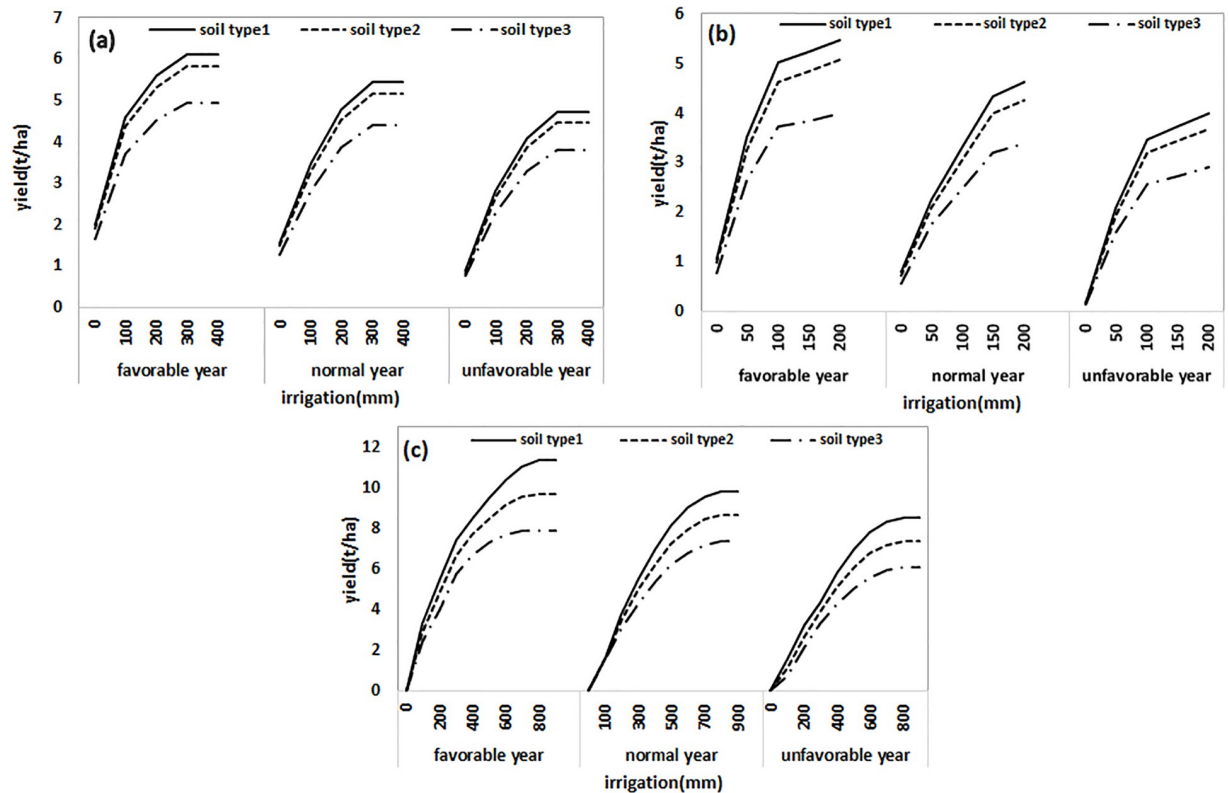 (a)
soil type1 soil type2 soil type3
7
6
5
4
3
2
1
0
yield(t/ha)
0 100 200 300 400 0 100 200 300 400 0 100 200 300 400
favorable year normal year unfavorable year
irrigation(mm)
(b)
soil type1 soil type2 soil type3
6
5
4
3
2
1
0
yield(t/ha)
0 50 100 150 200 0 50 100 150 200 0 50 100 150 200
favorable year normal year unfavorable year
irrigation(mm)
(c)
soil type1 soil type2 soil type3
12
10
8
6
4
2
0
yield(t/ha)
0 200 400 600 800 100 300 500 700 900 0 200 400 600 800
favorable year normal year unfavorable year
irrigation(mm)